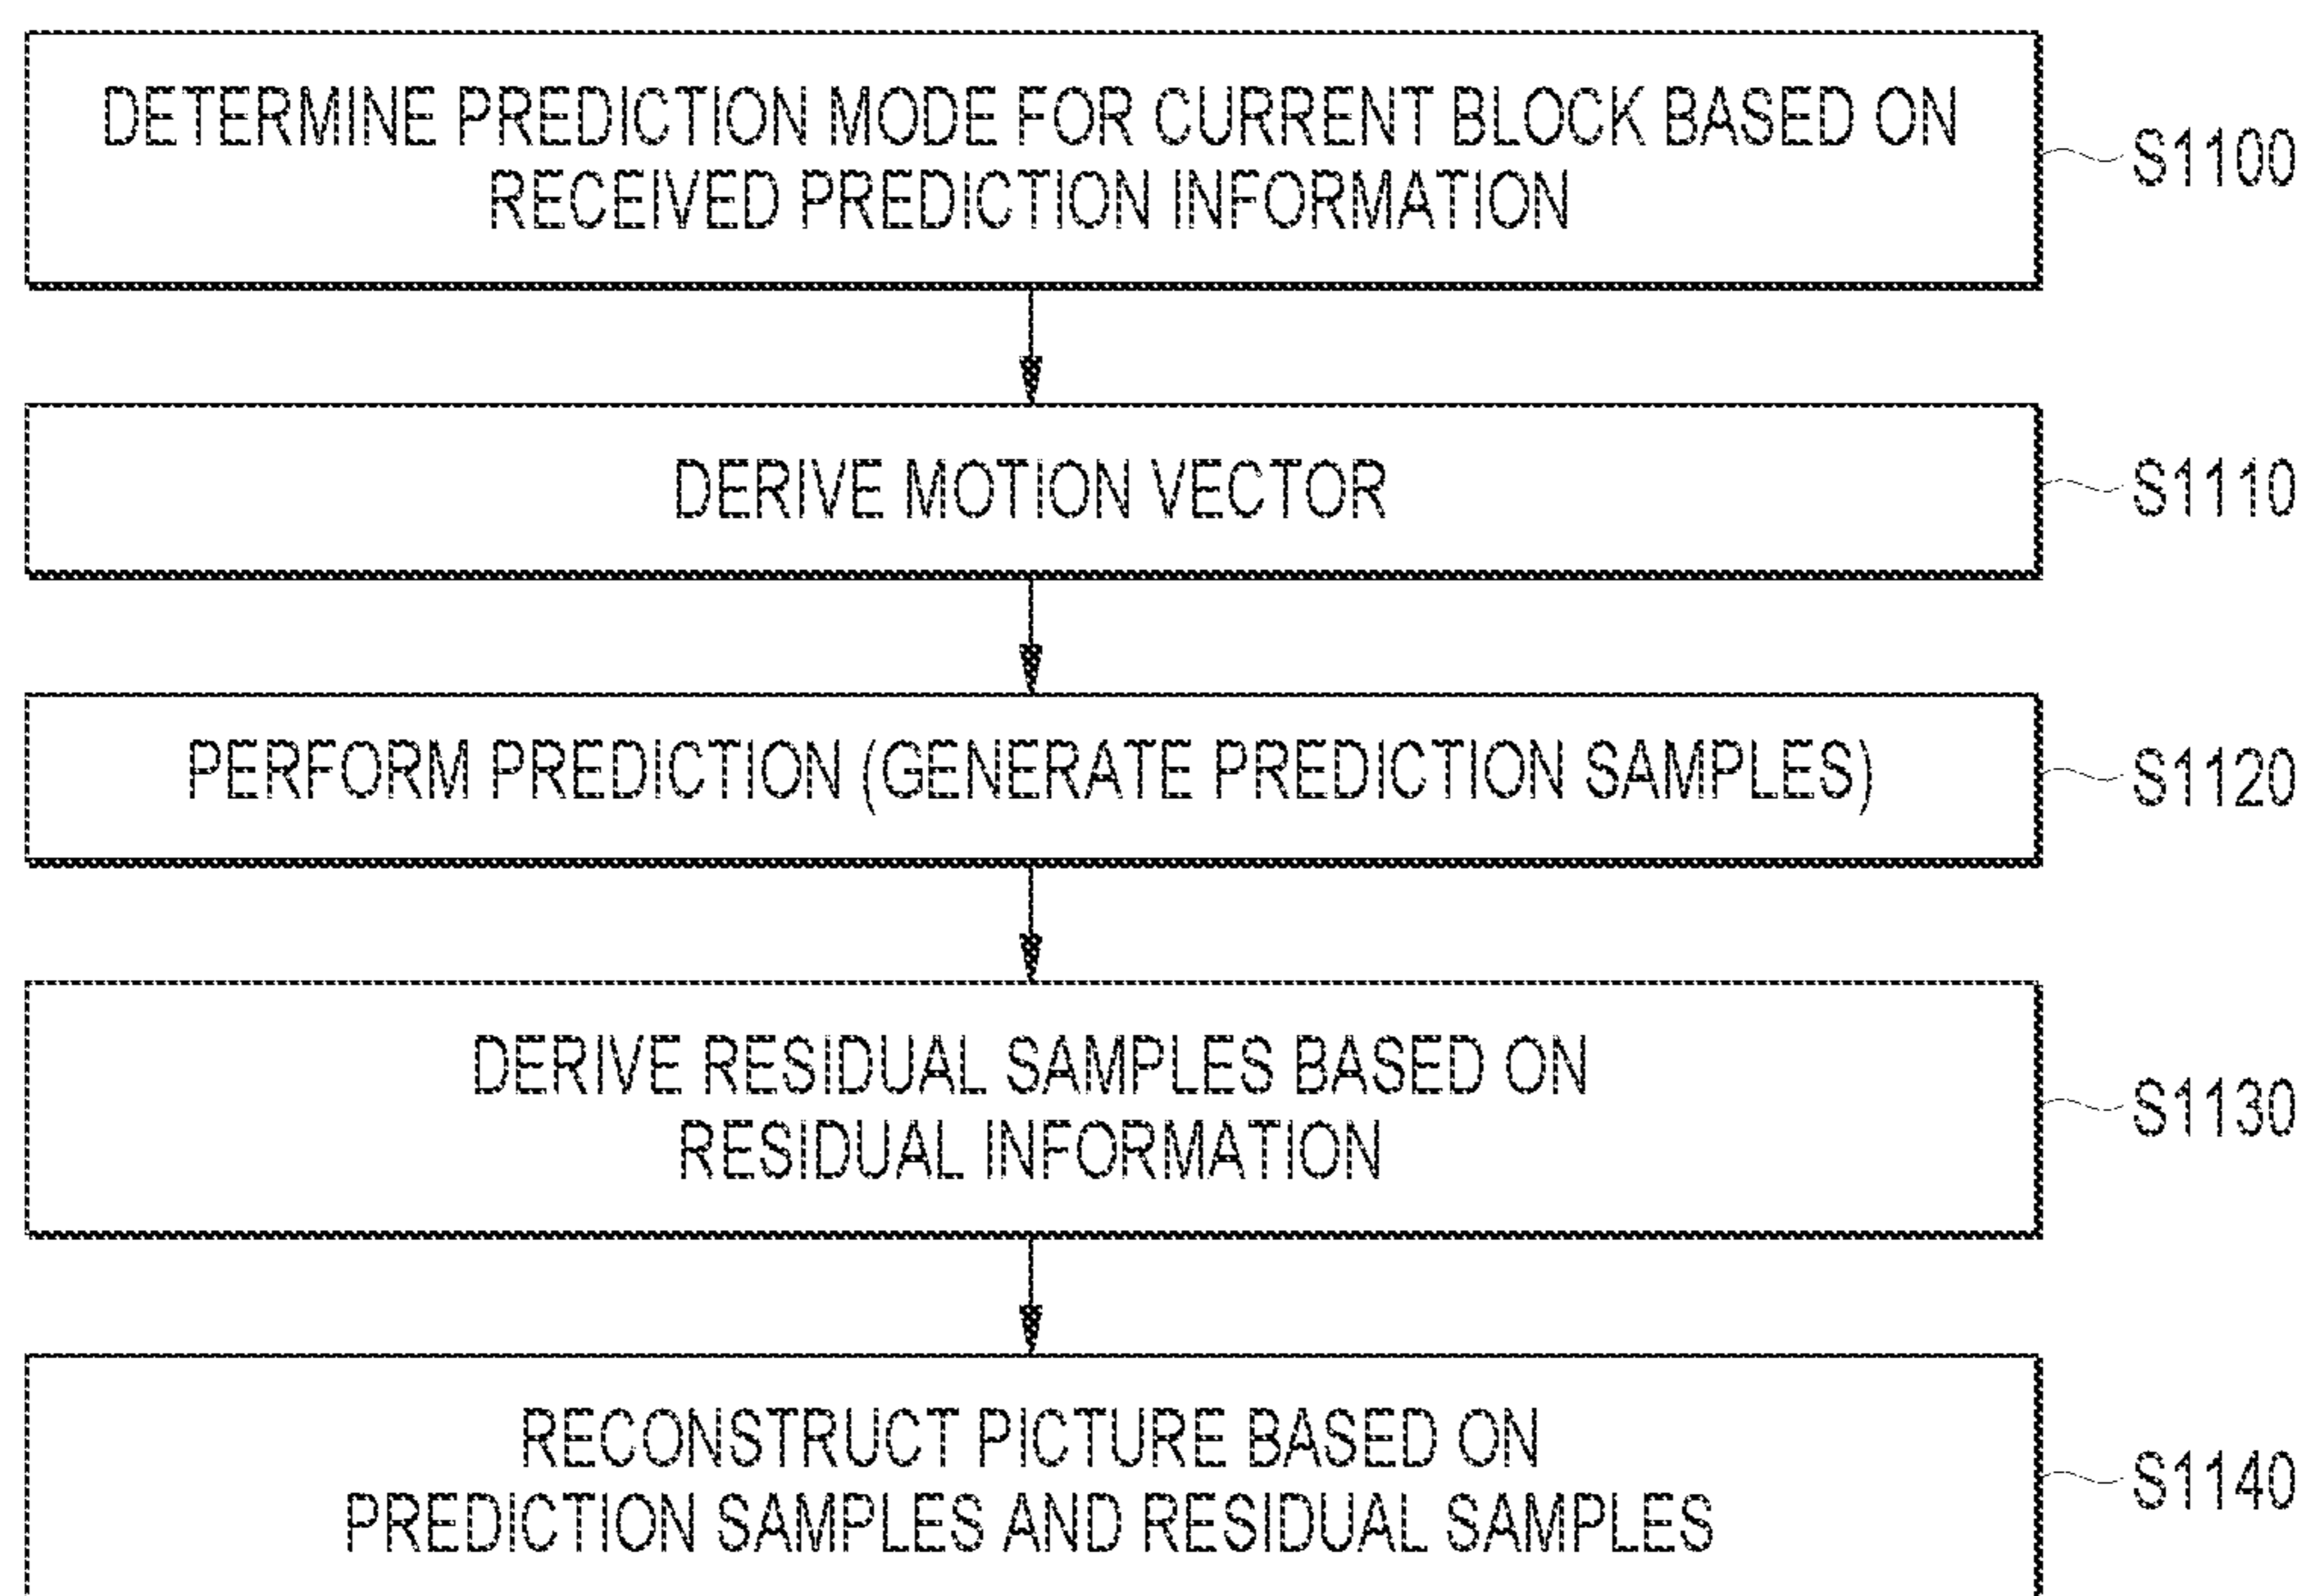 DETERMINE PREDICTION MODE FOR CURRENT BLOCK BASED ON
RECEIVED PREDICTION INFORMATION
S1100
DERIVE MOTION VECTOR
S1110
PERFORM PREDICTION (GENERATE PREDICTION SAMPLES)
S1120
DERIVE RESIDUAL SAMPLES BASED ON
RESIDUAL INFORMATION
S1130
RECONSTRUCT PICTURE BASED ON
PREDICTION SAMPLES AND RESIDUAL SAMPLES
S1140